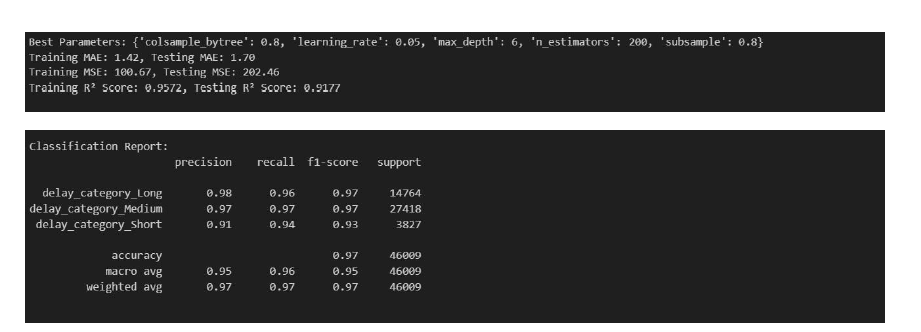 Best Parameters: {'colsample_bytree': 0.8, 'learning_rate': 0.05, 'max_depth': 6, 'n_estimators': 200, 'subsample': 0.8}
Training MAE: 1.42, Testing MAE: 1.70
Training MSE: 100.67, Testing MSE: 202.46
Training R² Score: 0.9572, Testing R² Score: 0.9177
Classification Report:
precision recall f1-score support
delay_category_Long 0.98 0.96 0.97 14764
delay_category_Medium 0.97 0.97 0.97 27418
delay_category_Short 0.91 0.94 0.93 3827
accuracy 0.97 46009
macro avg 0.95 0.96 0.95 46009
weighted avg 0.97 0.97 0.97 46009